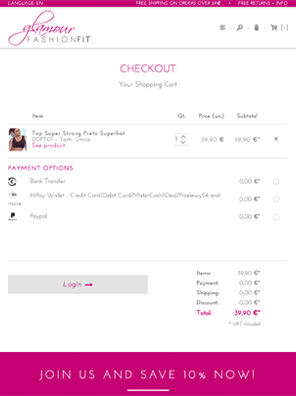 LANGUAGE: EN
FREE SHIPPING ON ORDERS OVER 59€ • FREE RETURNS - INFO
glamour
FASHIONFIT
CHECKOUT
Your Shopping Cart
Item Qt. Price (un.) Subtotal
Top Super Strong Preto Superhot
OOPTO1 - Tam. Único 1 39,90 € 39,90 €* ×
See product
PAYMENT OPTIONS
Bank Transfer 0,00 €*
HiPay Wallet - Credit Card/Debit Card/MisterCash/iDeal/Przelewy24 and 0,00 €*
more
Paypal 0,00 €*
Items: 39,90 €*
Payment: 0,00 €*
Shipping: 0,00 €*
Discount: -0,00 €*
Total: 39,90 €*
* VAT included
Login
JOIN US AND SAVE 10% NOW!